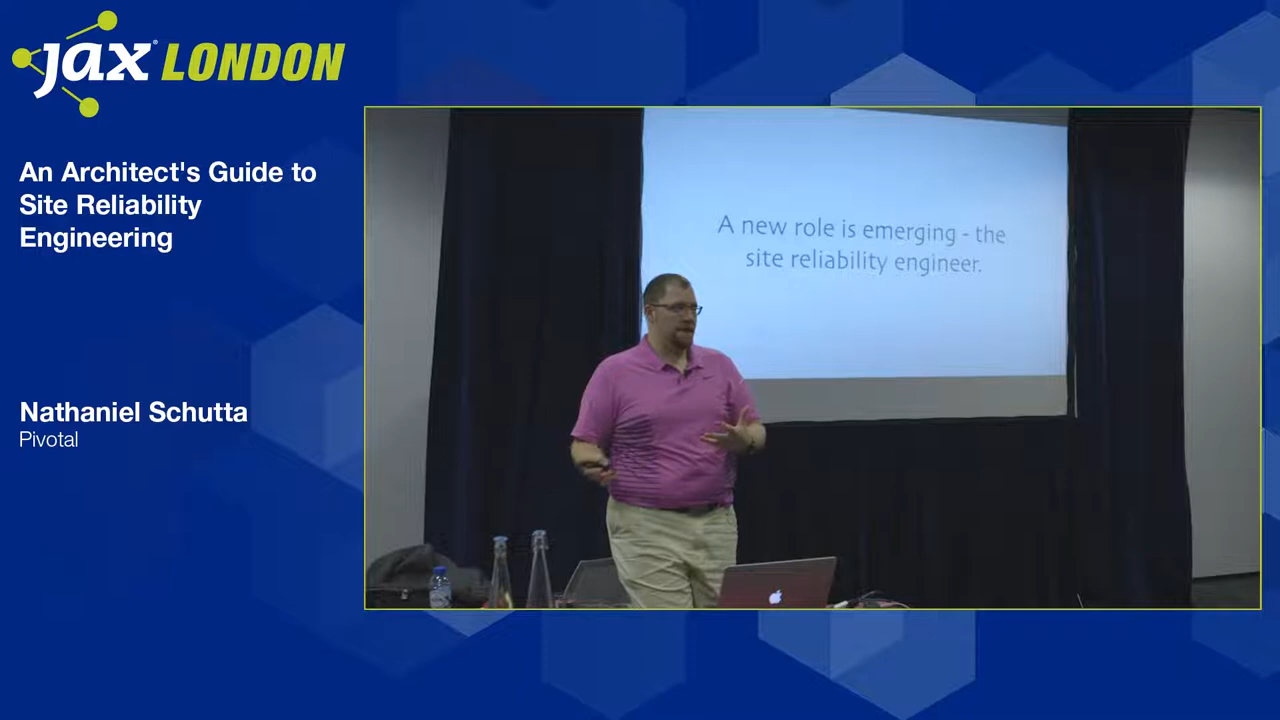 jax LONDON
An Architect's Guide to
Site Reliability
Engineering
Nathaniel Schutta
Pivotal
A new role is emerging - the
site reliability engineer.